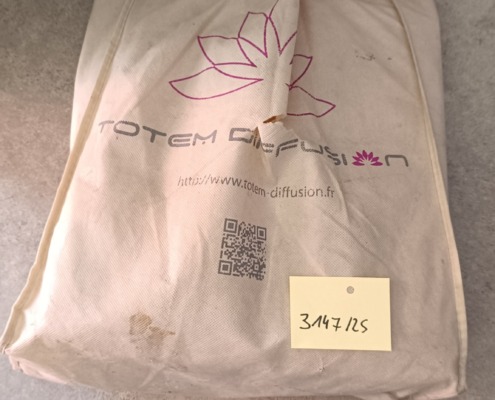 TOTEM DIFFUSION
http://www.totem-diffusion.fr
3147/25